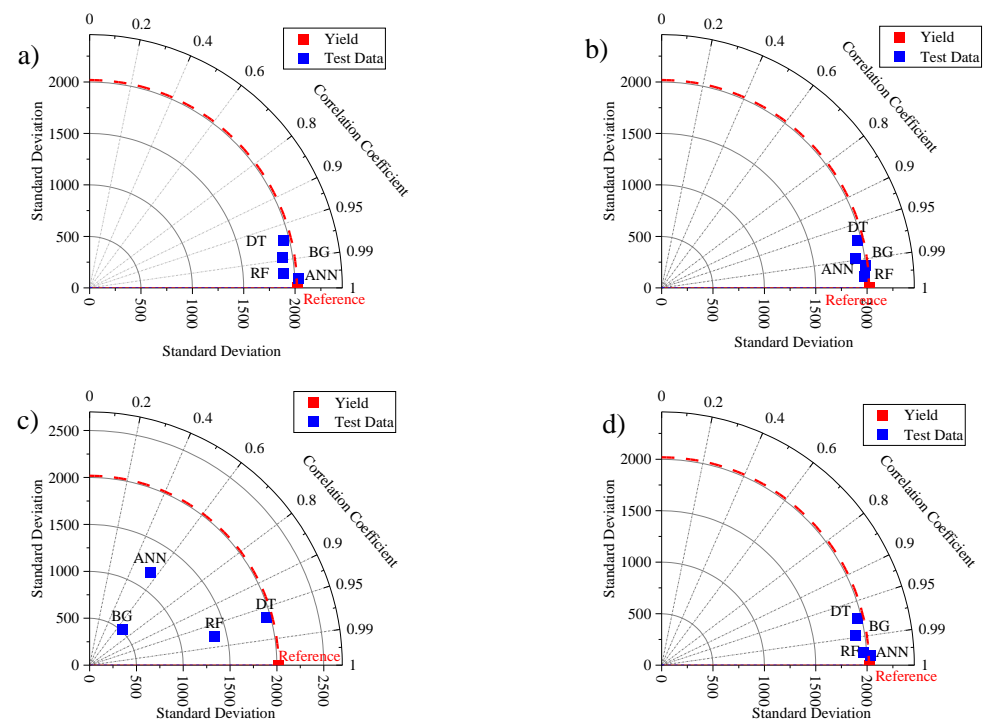 a)
Yield
Test Data
0
0.2
0.4
0.6
0.8
0.9
0.95
0.99
1
Correlation Coefficient
Standard Deviation
2000
1500
1000
500
0
DT
BG
RF
ANN
Reference
0
500
1000
1500
2000
Standard Deviation
b)
Yield
Test Data
0
0.2
0.4
0.6
0.8
0.9
0.95
0.99
1
Correlation Coefficient
Standard Deviation
2000
1500
1000
500
0
DT
BG
ANN
RF
Reference
0
500
1000
1500
2000
Standard Deviation
c)
Yield
Test Data
0
0.2
0.4
0.6
0.8
0.9
0.95
0.99
1
Correlation Coefficient
Standard Deviation
2500
2000
1500
1000
500
0
ANN
BG
RF
DT
Reference
0
500
1000
1500
2000
2500
Standard Deviation
d)
Yield
Test Data
0
0.2
0.4
0.6
0.8
0.9
0.95
0.99
1
Correlation Coefficient
Standard Deviation
2000
1500
1000
500
0
DT
BG
RF
ANN
Reference
0
500
1000
1500
2000
Standard Deviation